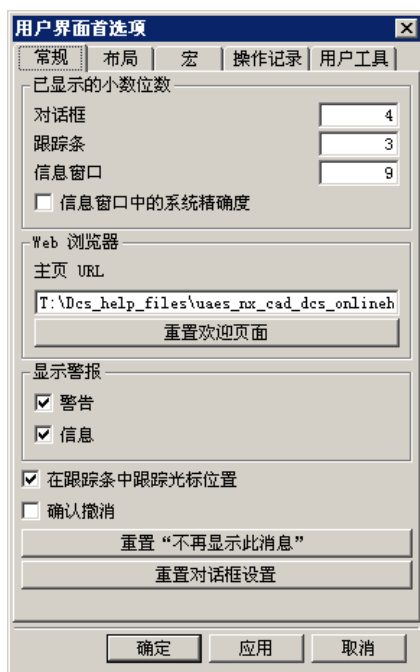 用户界面首选项
常规 布局 宏 操作记录 用户工具
已显示的小数位数
对话框 4
跟踪条 3
信息窗口 9
信息窗口中的系统精确度
Web 浏览器
主页 URL
T:\Dcs_help_files\uaes_nx_cad_dcs_onlineh
重置欢迎页面
显示警报
警告
信息
在跟踪条中跟踪光标位置
确认撤消
重置“不再显示此消息”
重置对话框设置
确定 应用 取消